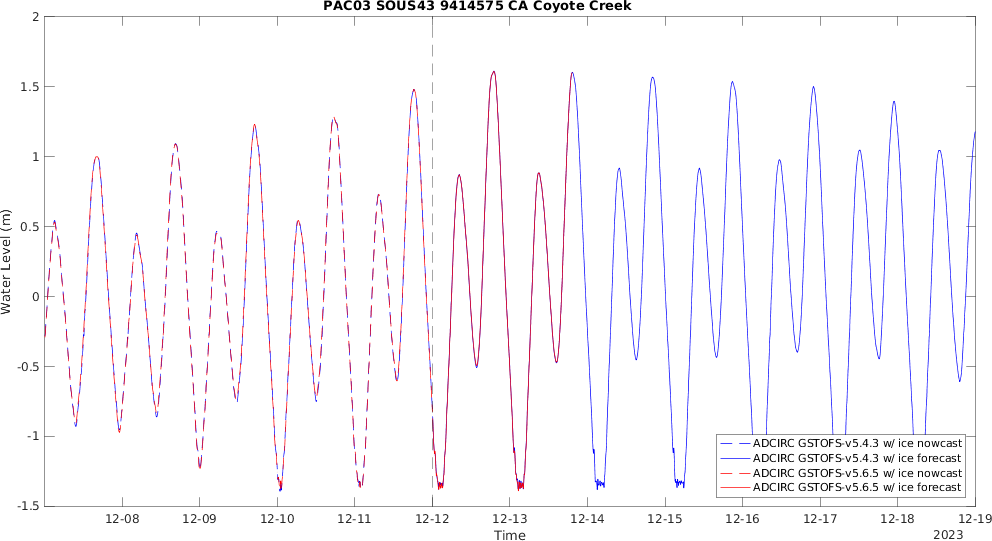 PAC03 SOUS43 9414575 CA Coyote Creek
2
1.5
1
0.5
0
-0.5
-1
-1.5
Water Level (m)
12-08 12-09 12-10 12-11 12-12 12-13 12-14 12-15 12-16 12-17 12-18 12-19
Time
2023
ADCIRC GSTOFS-v5.4.3 w/ ice nowcast
ADCIRC GSTOFS-v5.4.3 w/ ice forecast
ADCIRC GSTOFS-v5.6.5 w/ ice nowcast
ADCIRC GSTOFS-v5.6.5 w/ ice forecast